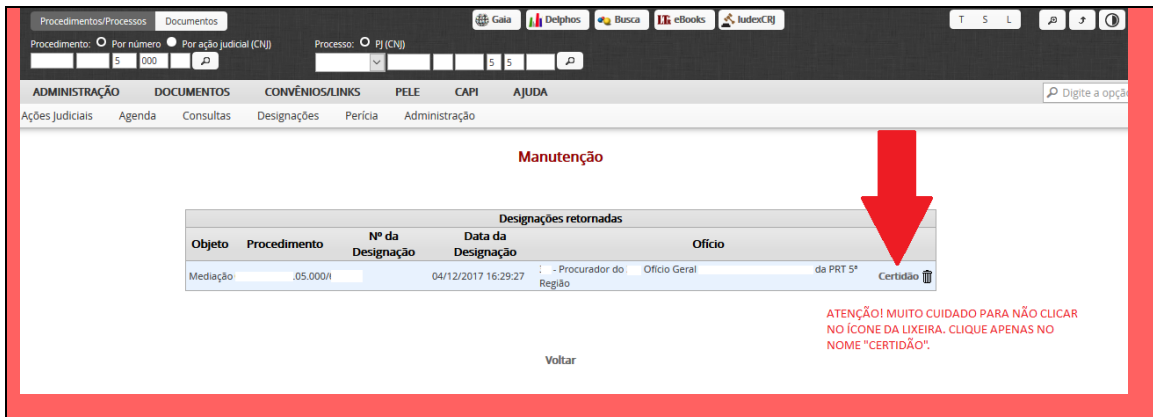 Procedimentos/Processos Documentos Gaia Delphos Busca LTr eBooks IudexCRJ T S L
Procedimento: Por número Por ação judicial (CNJ) Processo: PJ (CNJ)
5 000 5 5
ADMINISTRAÇÃO DOCUMENTOS CONVÊNIOS/LINKS PELE CAPI AJUDA Digite a opçã
Ações Judiciais Agenda Consultas Designações Perícia Administração
Manutenção
Designações retornadas
Objeto Procedimento Nº da Designação Data da Designação Ofício
Mediação .05.000/ 04/12/2017 16:29:27 - Procurador do Ofício Geral da PRT 5ª Região Certidão
ATENÇÃO! MUITO CUIDADO PARA NÃO CLICAR
NO ÍCONE DA LIXEIRA. CLIQUE APENAS NO
NOME "CERTIDÃO".
Voltar